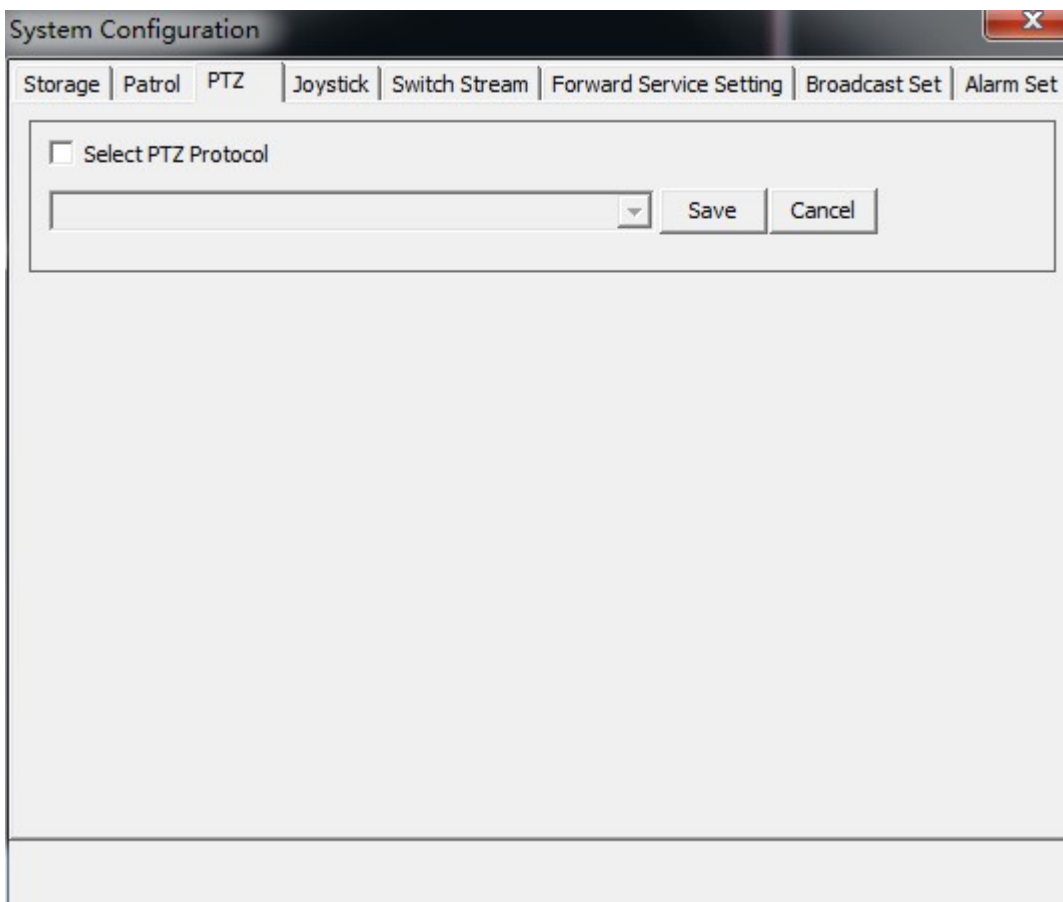 System Configuration
Storage Patrol PTZ Joystick Switch Stream Forward Service Setting Broadcast Set Alarm Set
Select PTZ Protocol
Save Cancel